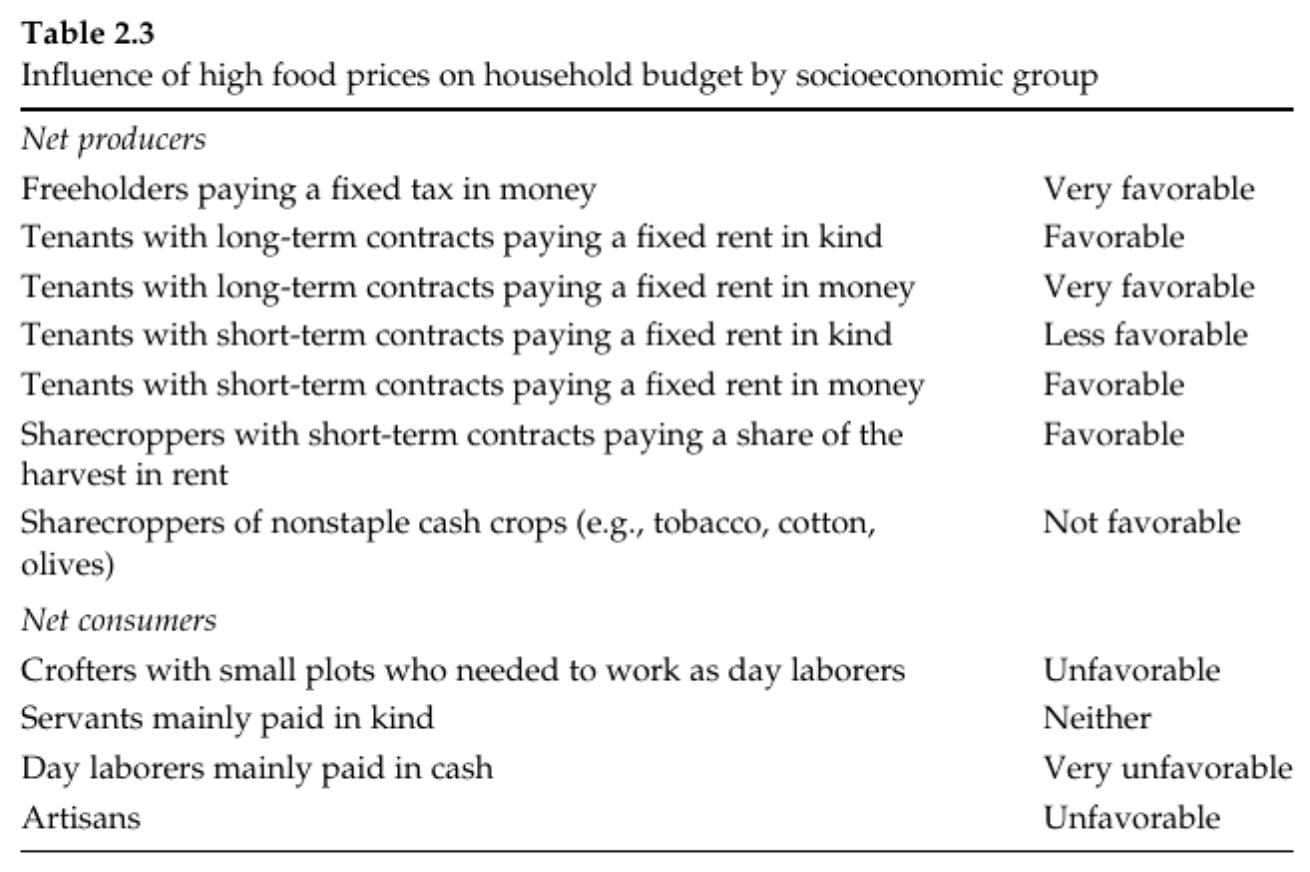 Table 2.3
Influence of high food prices on household budget by socioeconomic group
Net producers
Freeholders paying a fixed tax in money Very favorable
Tenants with long-term contracts paying a fixed rent in kind Favorable
Tenants with long-term contracts paying a fixed rent in money Very favorable
Tenants with short-term contracts paying a fixed rent in kind Less favorable
Tenants with short-term contracts paying a fixed rent in money Favorable
Sharecroppers with short-term contracts paying a share of the Favorable
harvest in rent
Sharecroppers of nonstaple cash crops (e.g., tobacco, cotton, Not favorable
olives)
Net consumers
Crofters with small plots who needed to work as day laborers Unfavorable
Servants mainly paid in kind Neither
Day laborers mainly paid in cash Very unfavorable
Artisans Unfavorable